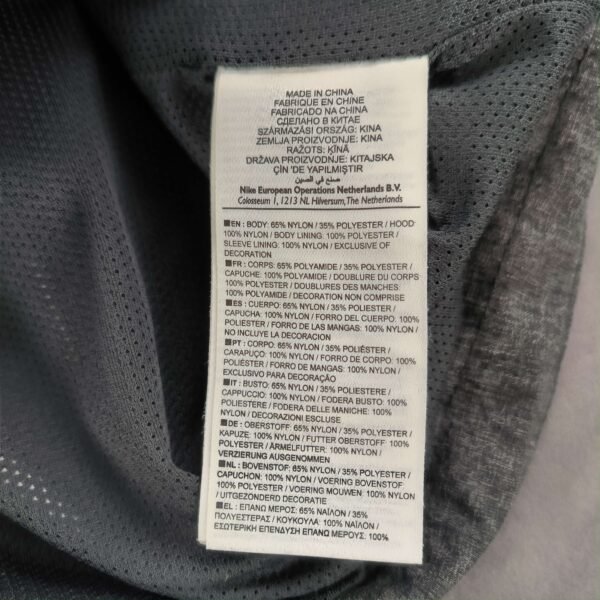 MADE IN CHINA
FABRIQUE EN CHINE
FABRICADO NA CHINA
СДЕЛАНО В КИТАЕ
SZÁRMAZÁSI ORSZÁG: KINA
ZEMLJA PROIZVODNJE: KINA
RAŽOTS: ĶĪNĀ
DRŽAVA PROIZVODNJE: KITAJSKA
ÇIN 'DE YAPILMIŞTIR
صنع في الصين
Nike European Operations Netherlands B.V.
Colosseum 1, 1213 NL Hilversum, The Netherlands
EN : BODY: 65% NYLON / 35% POLYESTER / HOOD:
100% NYLON / BODY LINING: 100% POLYESTER /
SLEEVE LINING: 100% NYLON / EXCLUSIVE OF
DECORATION
FR : CORPS: 65% POLYAMIDE / 35% POLYESTER /
CAPUCHE: 100% POLYAMIDE / DOUBLURE DU CORPS:
100% POLYESTER / DOUBLURES DES MANCHES:
100% POLYAMIDE / DECORATION NON COMPRISE
ES : CUERPO: 65% NYLON / 35% POLIESTER /
CAPUCHA: 100% NYLON / FORRO DEL CUERPO: 100%
POLIESTER / FORRO DE LAS MANGAS: 100% NYLON /
NO INCLUYE LA DECORACION
PT : CORPO: 65% NYLON / 35% POLIÉSTER /
CARAPUÇO: 100% NYLON / FORRO DE CORPO: 100%
POLIÉSTER / FORRO DE MANGAS: 100% NYLON /
EXCLUSIVO PARA DECORAÇÃO
IT : BUSTO: 65% NYLON / 35% POLIESTERE /
CAPPUCCIO: 100% NYLON / FODERA BUSTO: 100%
POLIESTERE / FODERA DELLE MANICHE: 100%
NYLON / DECORAZIONI ESCLUSE
DE : OBERSTOFF: 65% NYLON / 35% POLYESTER /
KAPUZE: 100% NYLON / FUTTER OBERSTOFF: 100%
POLYESTER / ÄRMELFUTTER: 100% NYLON /
VERZIERUNG AUSGENOMMEN
NL : BOVENSTOF: 65% NYLON / 35% POLYESTER /
CAPUCHON: 100% NYLON / VOERING BOVENSTOF:
100% POLYESTER / VOERING MOUWEN: 100% NYLON
/ UITGEZONDERD DECORATIE
EL : ΕΠΑΝΩ ΜΕΡΟΣ: 65% ΝΑΪΛΟΝ / 35%
ΠΟΛΥΕΣΤΕΡΑΣ / ΚΟΥΚΟΥΛΑ: 100% ΝΑΪΛΟΝ /
ΕΣΩΤΕΡΙΚΗ ΕΠΕΝΔΥΣΗ ΕΠΑΝΩ ΜΕΡΟΥΣ: 100%